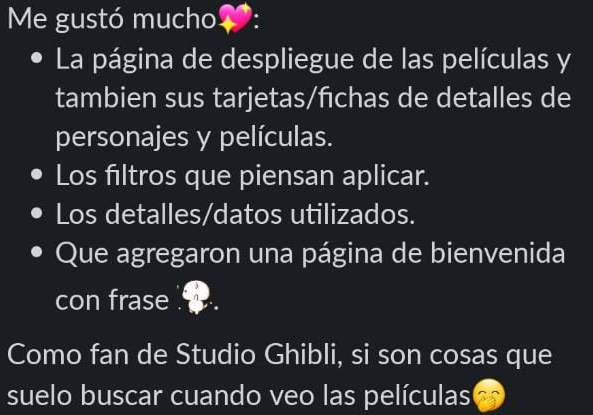 Me gustó mucho💖:
• La página de despliegue de las películas y
tambien sus tarjetas/fichas de detalles de
personajes y películas.
• Los filtros que piensan aplicar.
• Los detalles/datos utilizados.
• Que agregaron una página de bienvenida
con frase .
Como fan de Studio Ghibli, si son cosas que
suelo buscar cuando veo las películas🤭